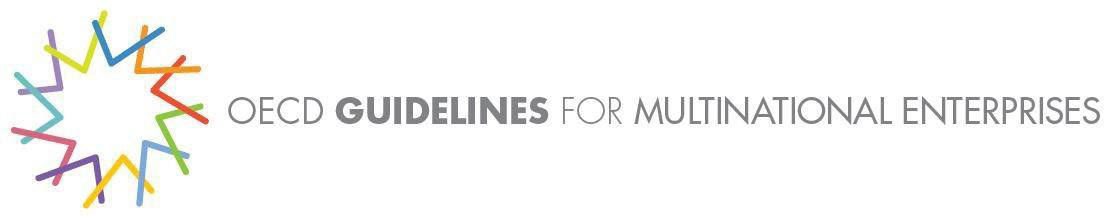 OECD GUIDELINES FOR MULTINATIONAL ENTERPRISES